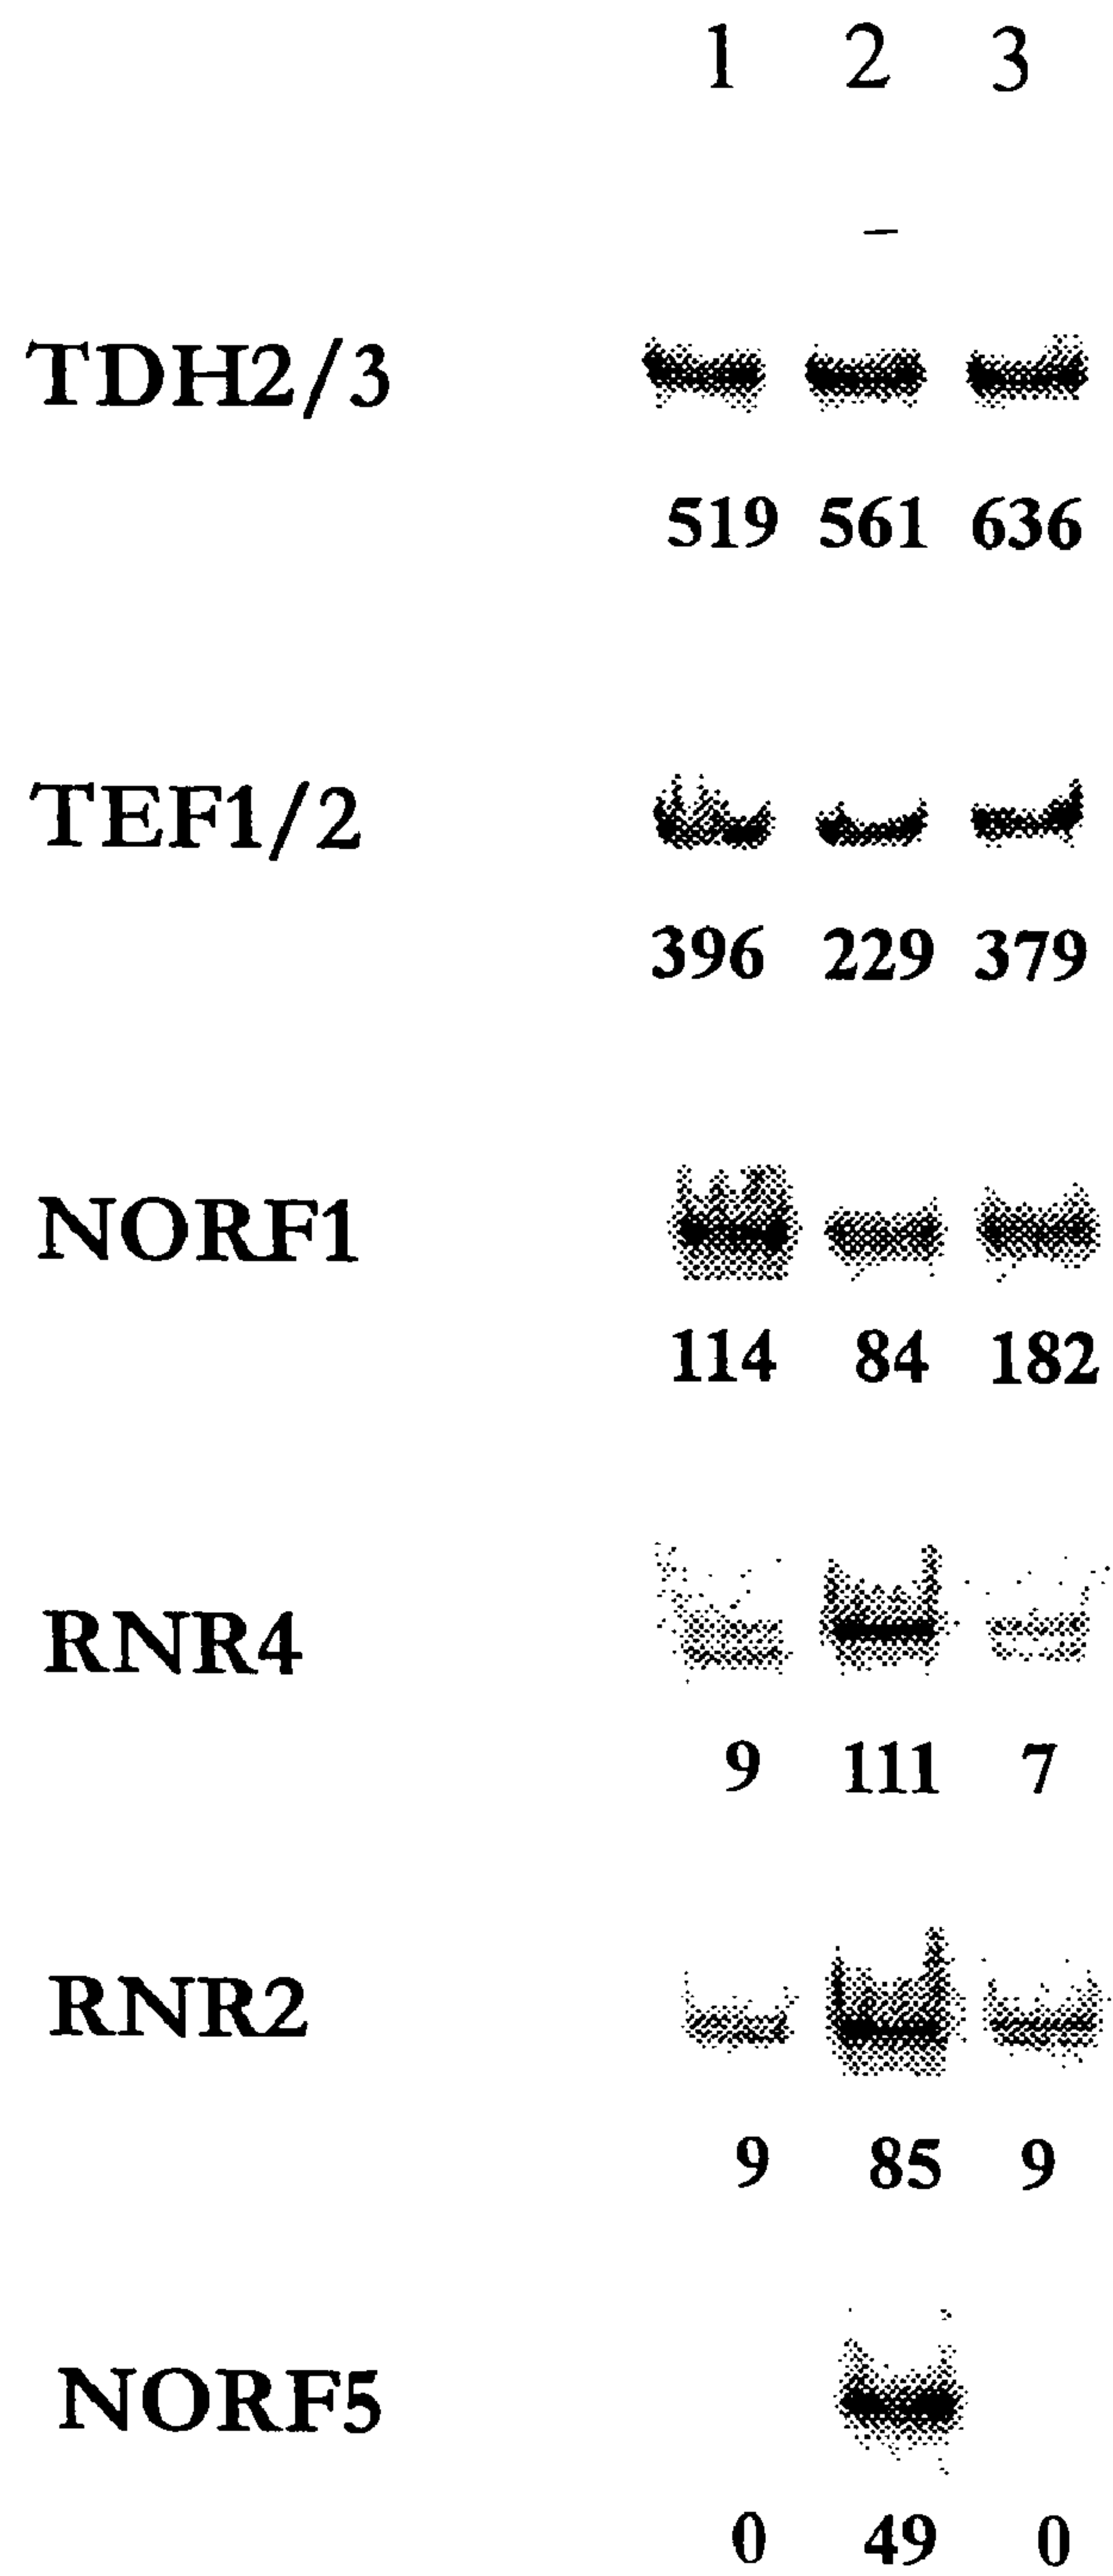 1 2 3
TDH2/3
519 561 636
TEF1/2
396 229 379
NORF1
114 84 182
RNR4
9 111 7
RNR2
9 85 9
NORF5
0 49 0